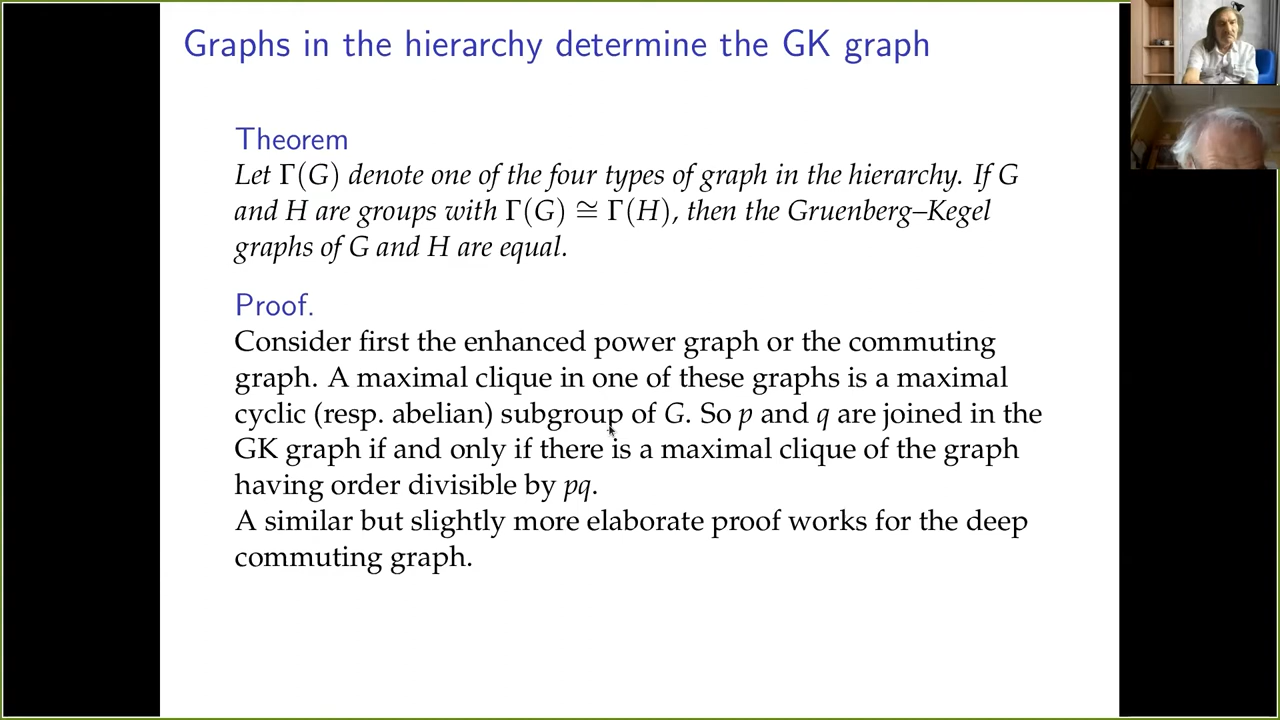 Graphs in the hierarchy determine the GK graph
Theorem
Let Γ(G) denote one of the four types of graph in the hierarchy. If G
and H are groups with Γ(G) ≅ Γ(H), then the Gruenberg–Kegel
graphs of G and H are equal.
Proof.
Consider first the enhanced power graph or the commuting
graph. A maximal clique in one of these graphs is a maximal
cyclic (resp. abelian) subgroup of G. So p and q are joined in the
GK graph if and only if there is a maximal clique of the graph
having order divisible by pq.
A similar but slightly more elaborate proof works for the deep
commuting graph.